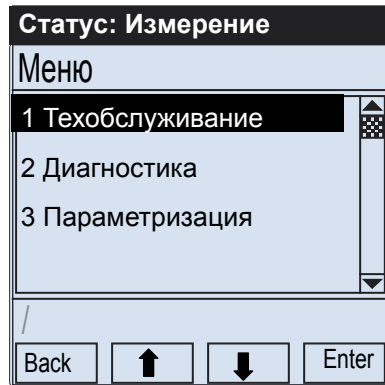 Статус: Измерение
Меню
1 Техобслуживание
2 Диагностика
3 Параметризация
/
Back Enter